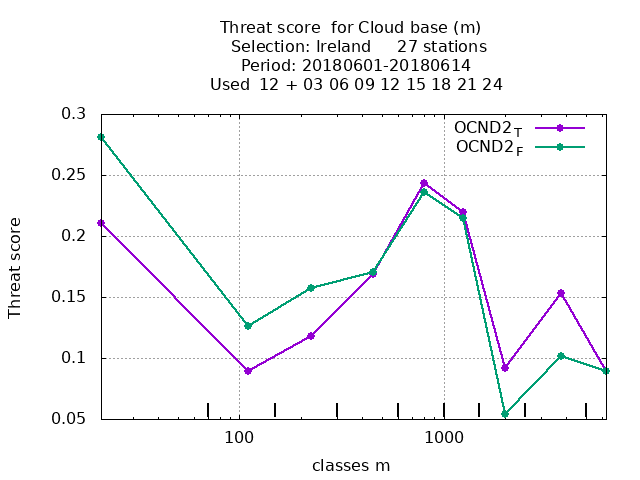 Threat score  for Cloud base (m)
Selection: Ireland     27 stations
Period: 20180601-20180614
Used  12 + 03 06 09 12 15 18 21 24
OCND2T
OCND2F
0.3
0.25
0.2
0.15
0.1
0.05
Threat score
100 1000
classes m